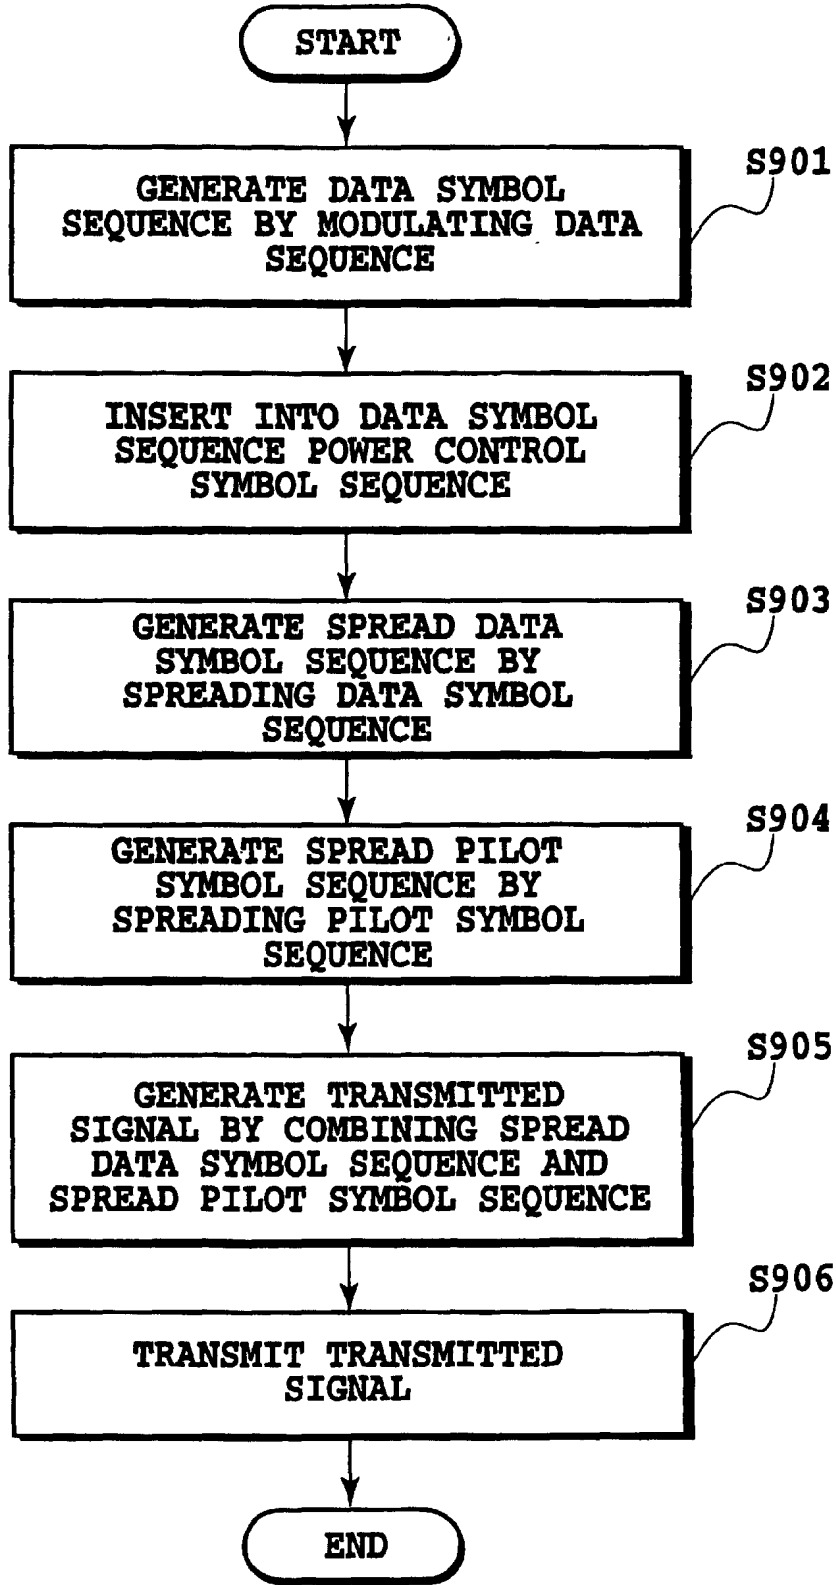 START
S901
GENERATE DATA SYMBOL
SEQUENCE BY MODULATING DATA
SEQUENCE
S902
INSERT INTO DATA SYMBOL
SEQUENCE POWER CONTROL
SYMBOL SEQUENCE
S903
GENERATE SPREAD DATA
SYMBOL SEQUENCE BY
SPREADING DATA SYMBOL
SEQUENCE
S904
GENERATE SPREAD PILOT
SYMBOL SEQUENCE BY
SPREADING PILOT SYMBOL
SEQUENCE
S905
GENERATE TRANSMITTED
SIGNAL BY COMBINING SPREAD
DATA SYMBOL SEQUENCE AND
SPREAD PILOT SYMBOL SEQUENCE
S906
TRANSMIT TRANSMITTED
SIGNAL
END